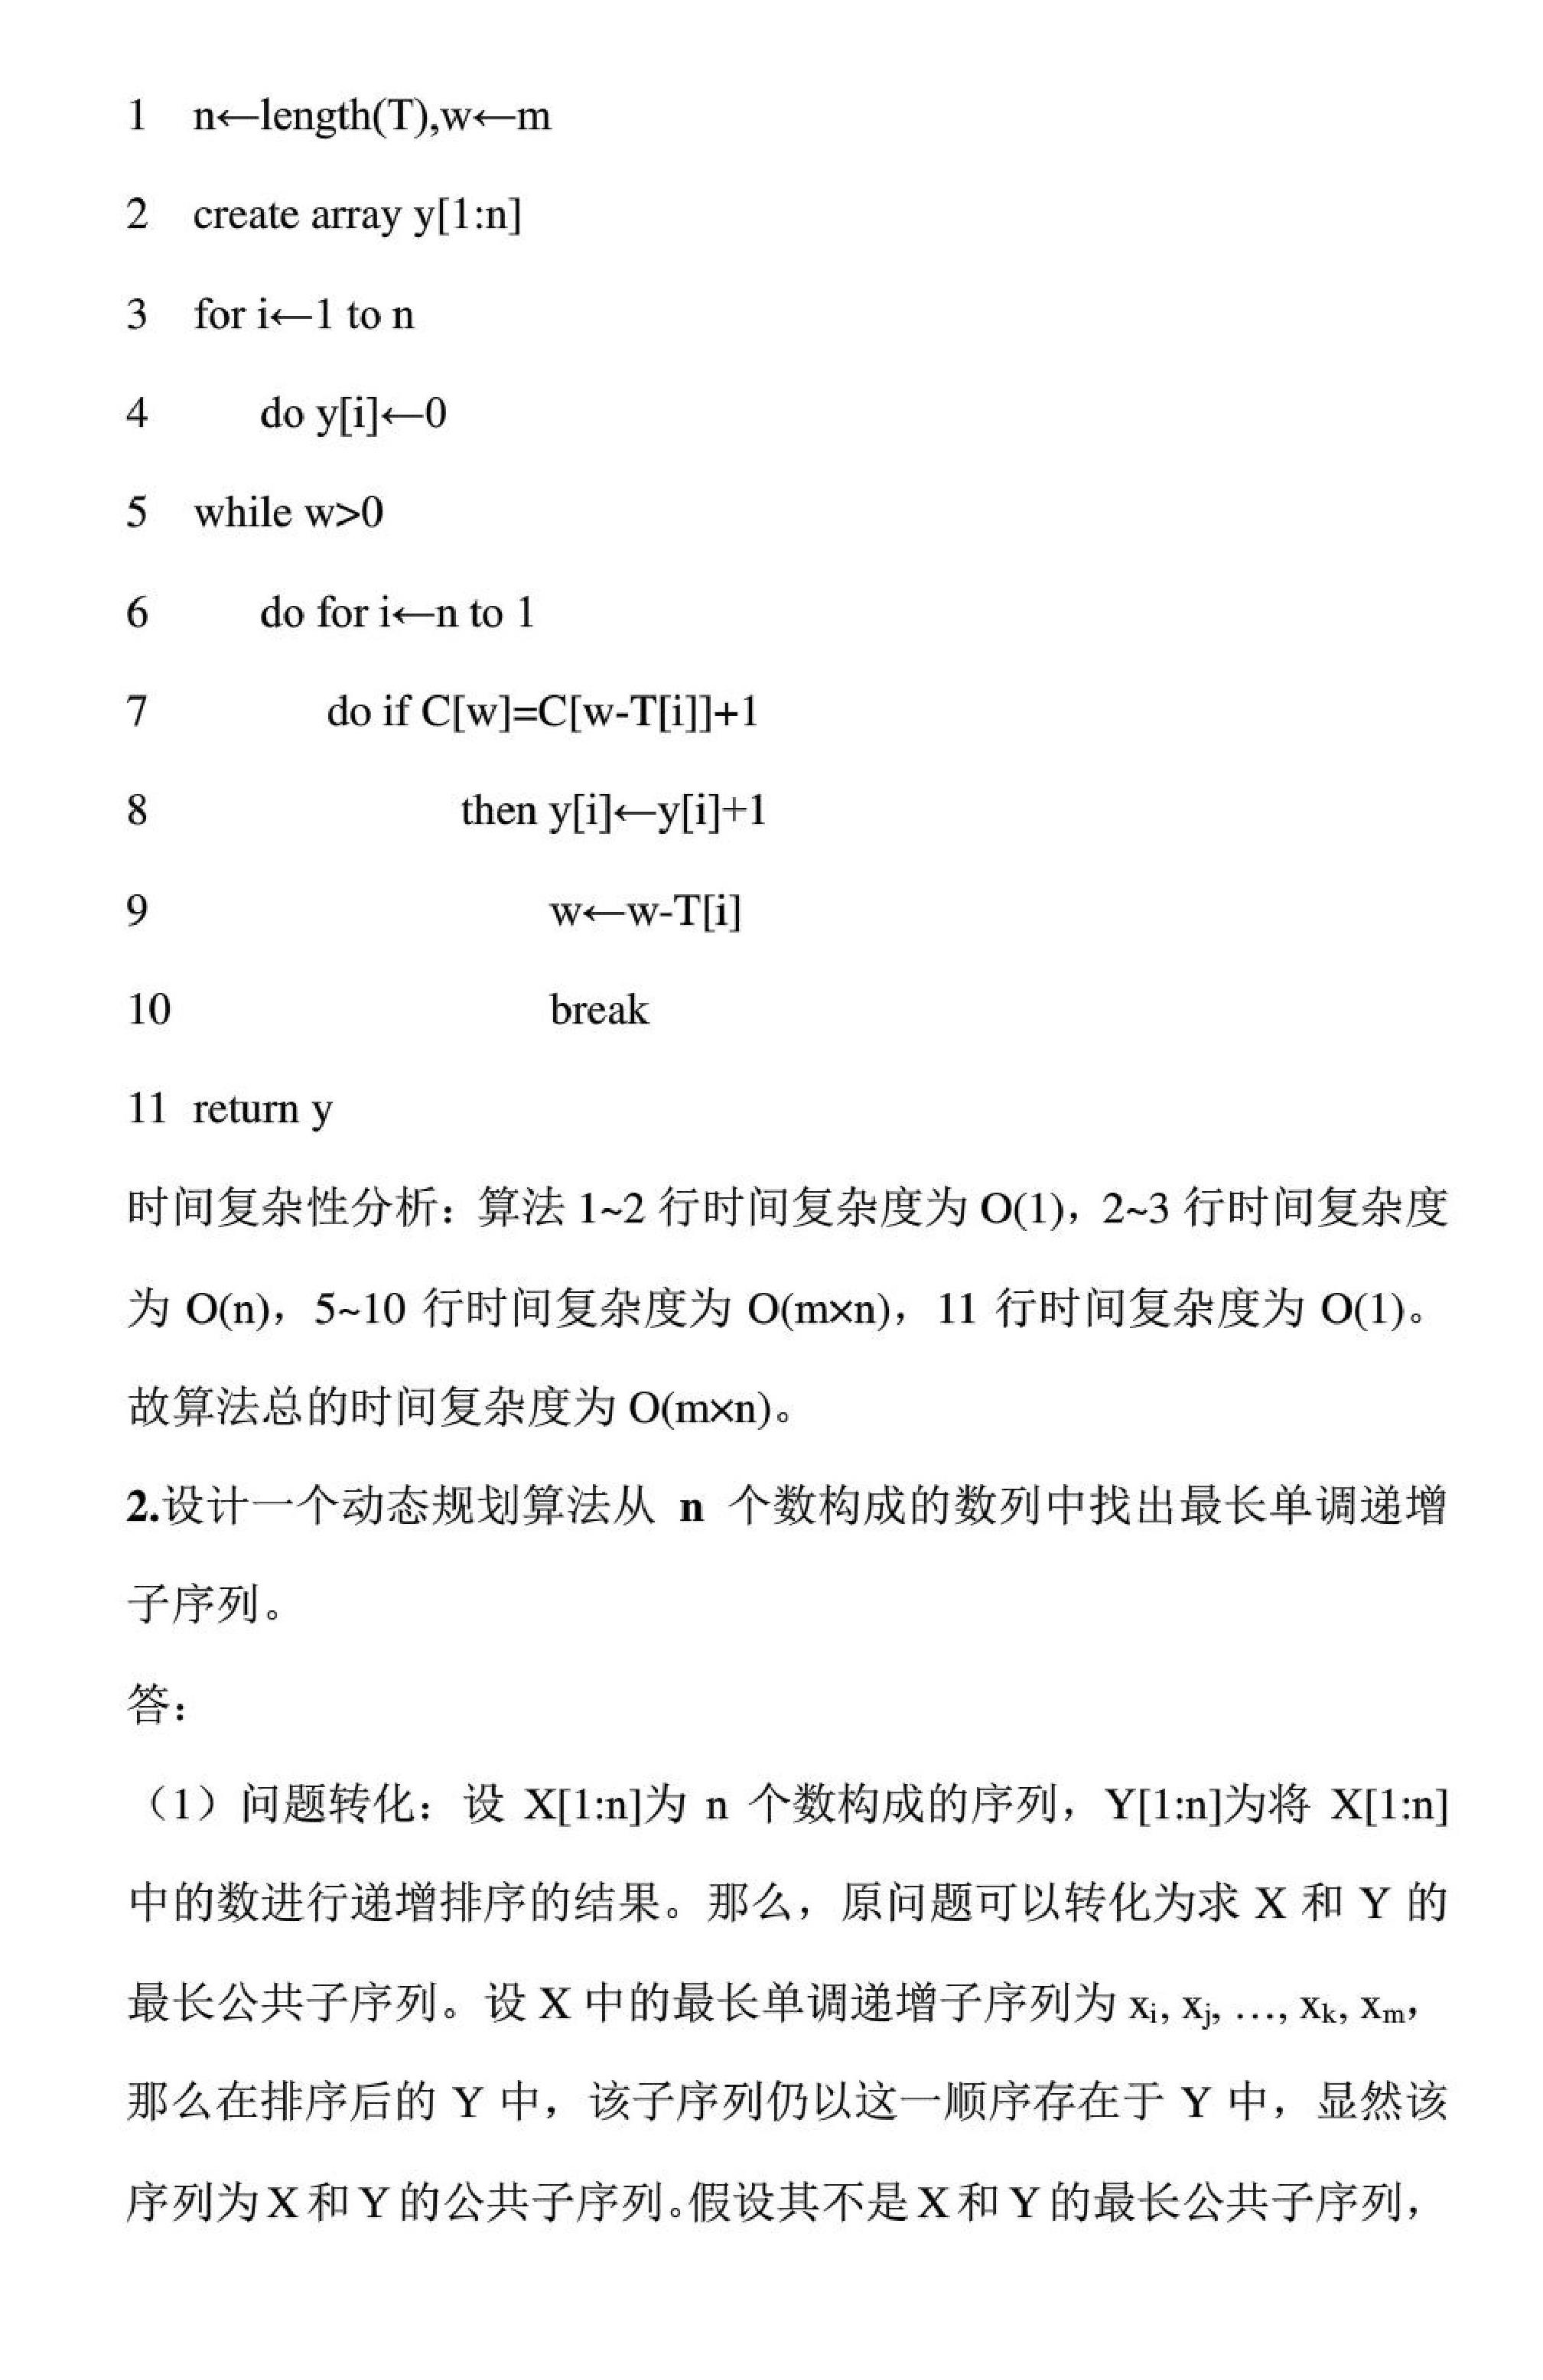 1 n←length(T),w←m
2 create array y[1:n]
3 for i←1 to n
4 do y[i]←0
5 while w>0
6 do for i←n to 1
7 do if C[w]=C[w-T[i]]+1
8 then y[i]←y[i]+1
9 w←w-T[i]
10 break
11 return y
时间复杂性分析：算法 1~2 行时间复杂度为 O(1)，2~3 行时间复杂度
为 O(n)，5~10 行时间复杂度为 O(m×n)，11 行时间复杂度为 O(1)。
故算法总的时间复杂度为 O(m×n)。
2.设计一个动态规划算法从 n 个数构成的数列中找出最长单调递增
子序列。
答：
（1）问题转化：设 X[1:n]为 n 个数构成的序列，Y[1:n]为将 X[1:n]
中的数进行递增排序的结果。那么，原问题可以转化为求 X 和 Y 的
最长公共子序列。设 X 中的最长单调递增子序列为 xi, xj, …, xk, xm，
那么在排序后的 Y 中，该子序列仍以这一顺序存在于 Y 中，显然该
序列为 X 和 Y 的公共子序列。假设其不是 X 和 Y 的最长公共子序列，